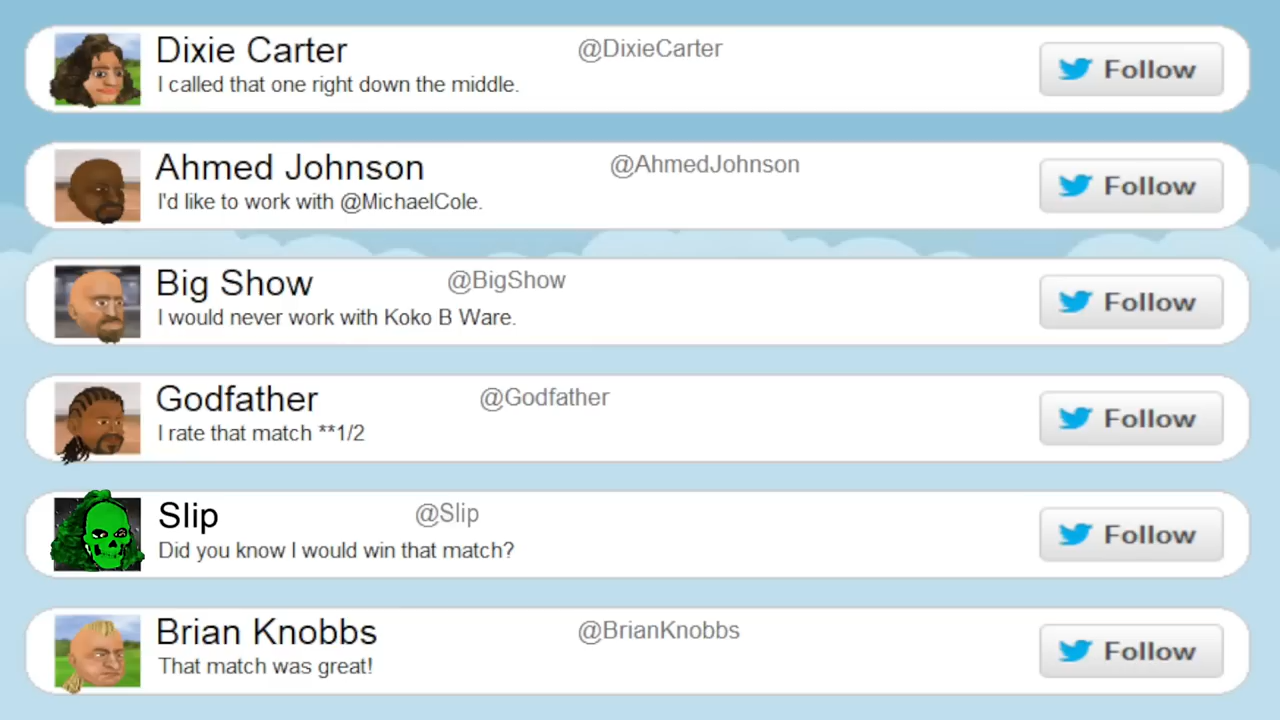 Dixie Carter @DixieCarter
I called that one right down the middle.
Follow
Ahmed Johnson @AhmedJohnson
I'd like to work with @MichaelCole.
Follow
Big Show @BigShow
I would never work with Koko B Ware.
Follow
Godfather @Godfather
I rate that match **1/2
Follow
Slip @Slip
Did you know I would win that match?
Follow
Brian Knobbs @BrianKnobbs
That match was great!
Follow